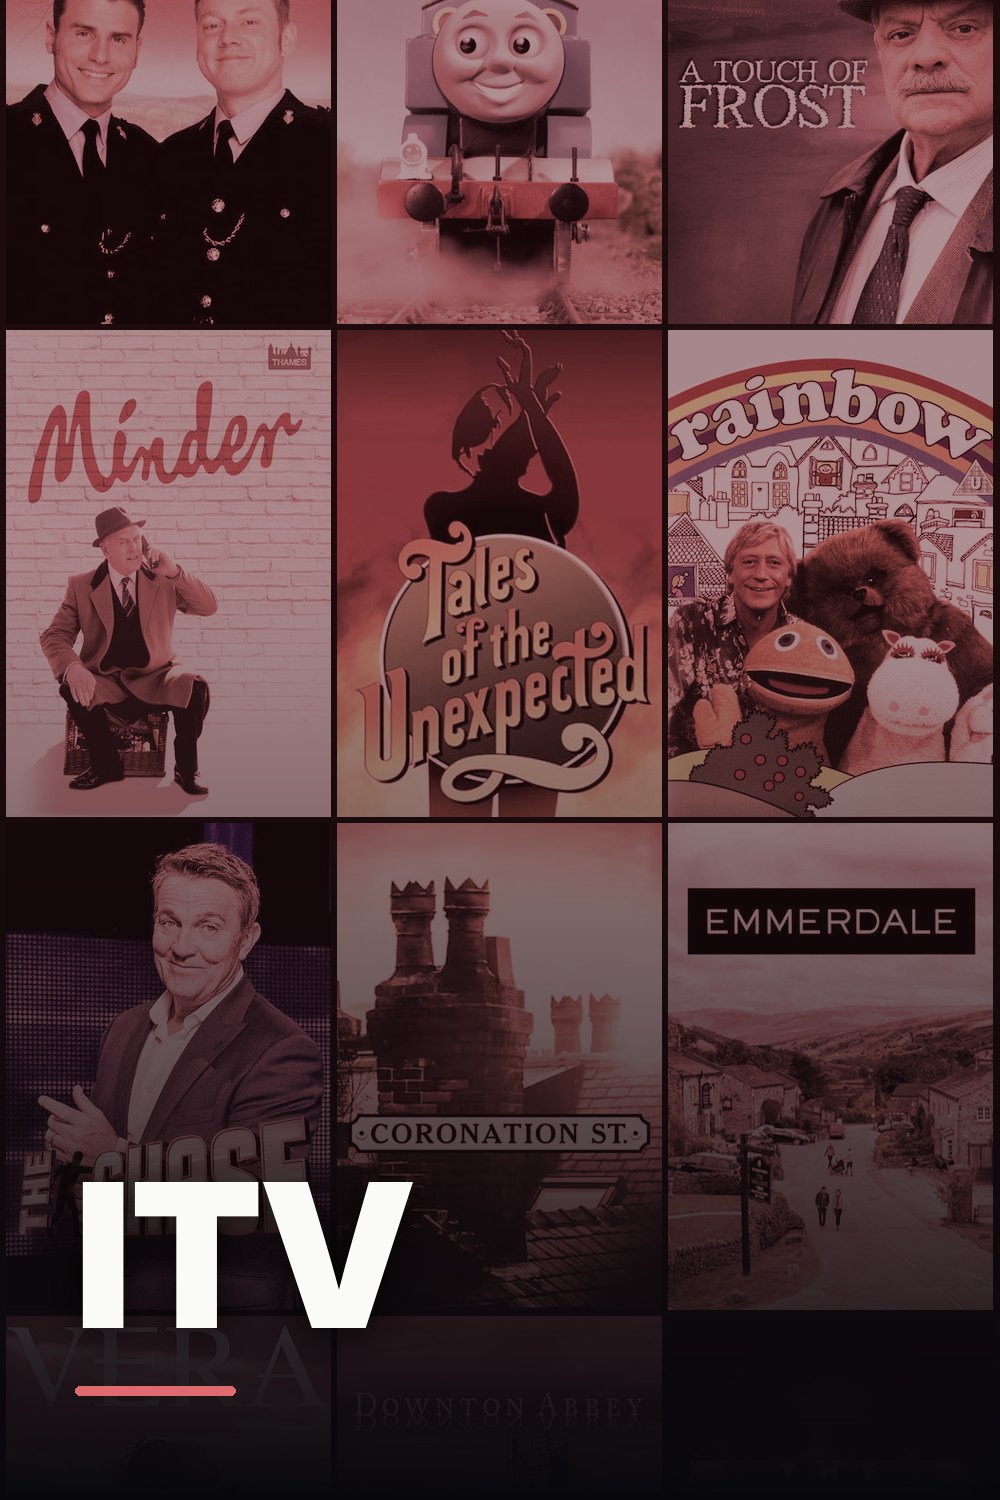 A TOUCH OF
FROST
THAMES
Minder
Tales
of the
Unexpected
rainbow
THE
CHASE
CORONATION ST.
EMMERDALE
ITV
VERA
DOWNTON ABBEY